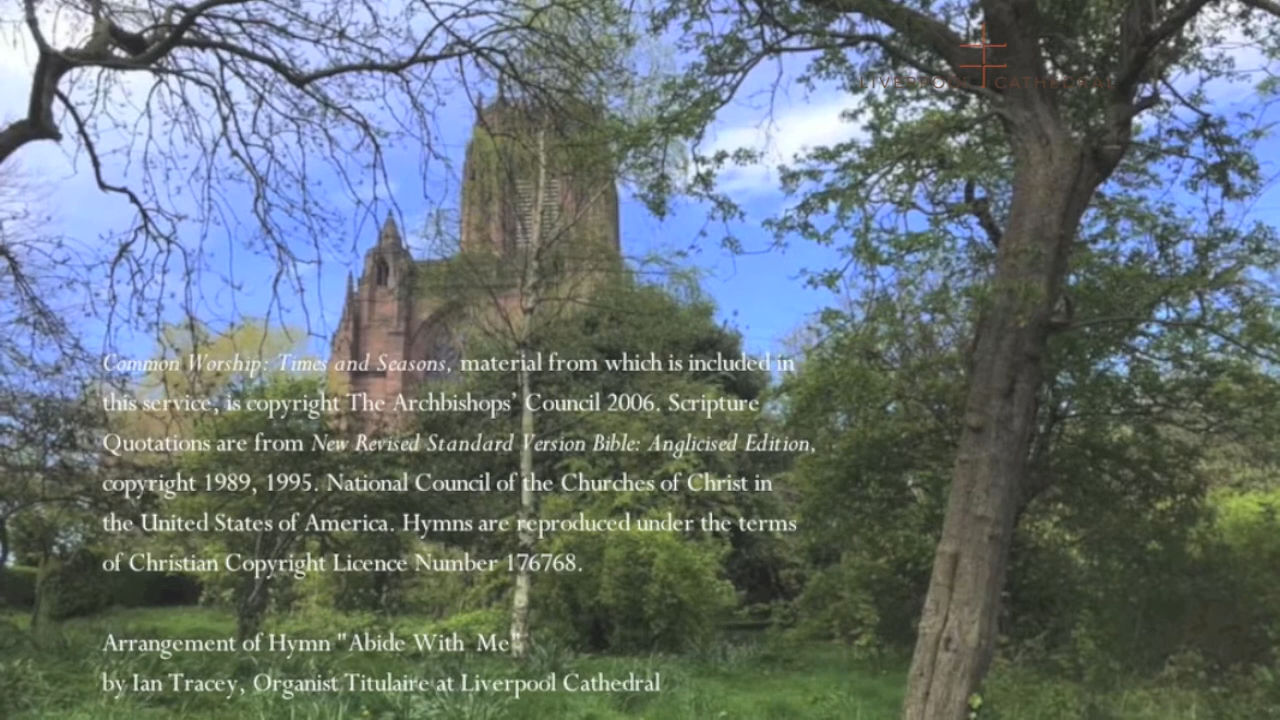 LIVERPOOL CATHEDRAL
Common Worship: Times and Seasons, material from which is included in
this service, is copyright The Archbishops’ Council 2006. Scripture
Quotations are from New Revised Standard Version Bible: Anglicised Edition,
copyright 1989, 1995. National Council of the Churches of Christ in
the United States of America. Hymns are reproduced under the terms
of Christian Copyright Licence Number 176768.
Arrangement of Hymn "Abide With Me"
by Ian Tracey, Organist Titulaire at Liverpool Cathedral